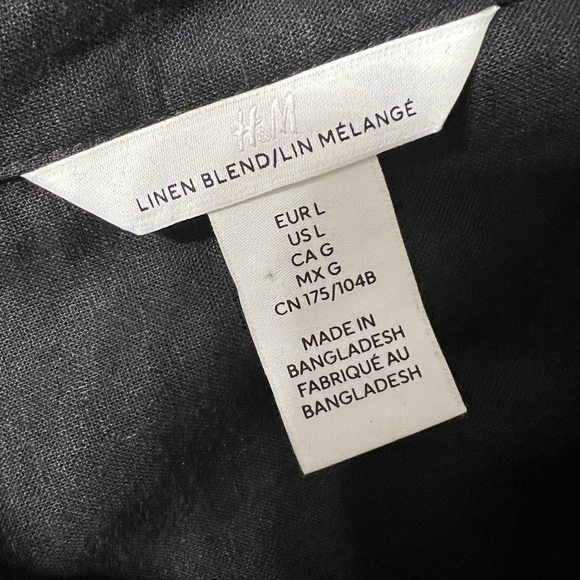 H&M
LINEN BLEND/LIN MÉLANGÉ
EUR L
US L
CA G
MX G
CN 175/104B
MADE IN
BANGLADESH
FABRIQUÉ AU
BANGLADESH